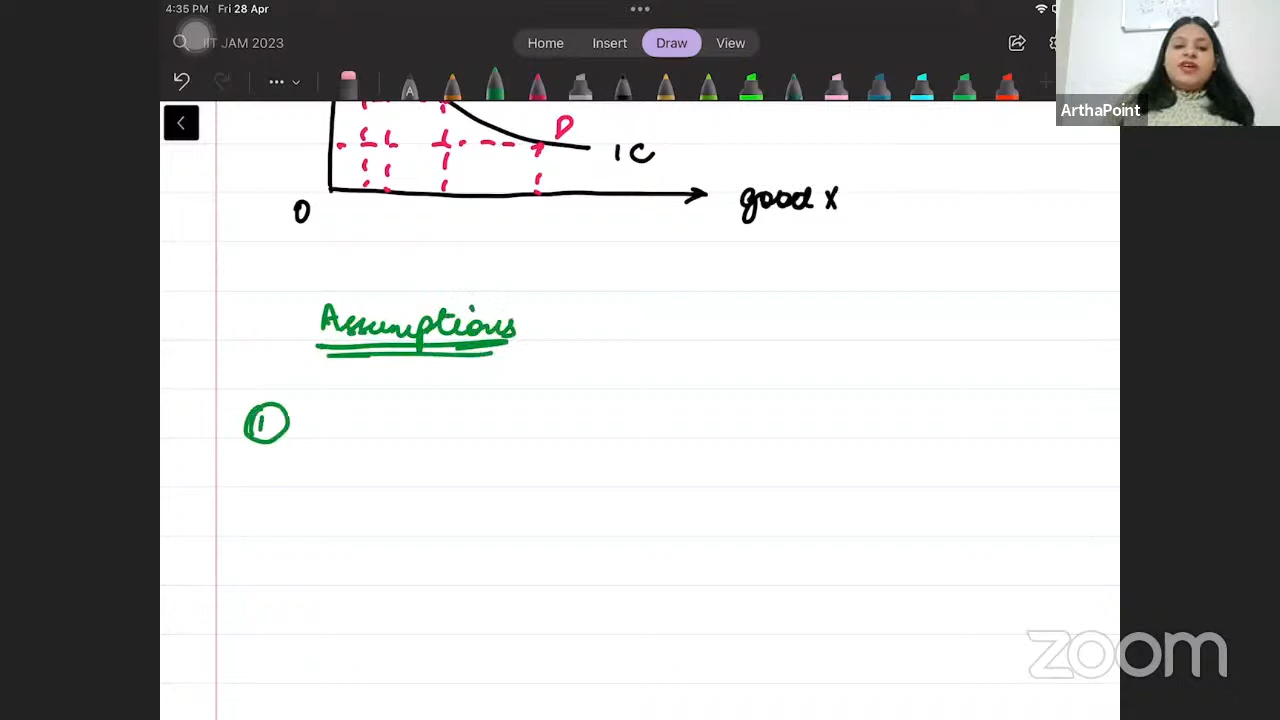 4:35 PM Fri 28 Apr
IIT JAM 2023
Home Insert Draw View
A
ArthaPoint
D
IC
O
good X
Assumptions
1
zoom